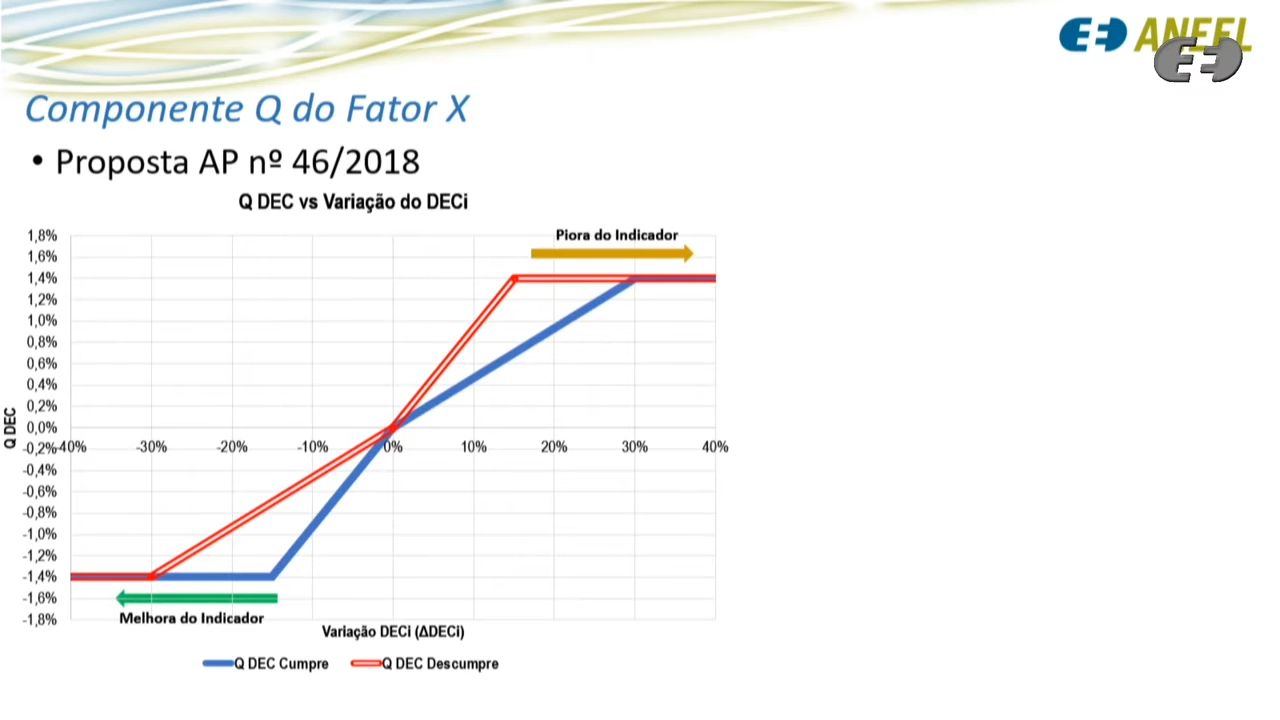 ANEEL
Componente Q do Fator X
• Proposta AP nº 46/2018
Q DEC vs Variação do DECi
Piora do Indicador
1,8%
1,6%
1,4%
1,2%
1,0%
0,8%
0,6%
0,4%
0,2%
0,0%
-0,2%
-0,4%
-0,6%
-0,8%
-1,0%
-1,2%
-1,4%
-1,6%
-1,8%
Q DEC
-40% -30% -20% -10% 0% 10% 20% 30% 40%
Melhora do Indicador
Variação DECi (ΔDECi)
Q DEC Cumpre Q DEC Descumpre